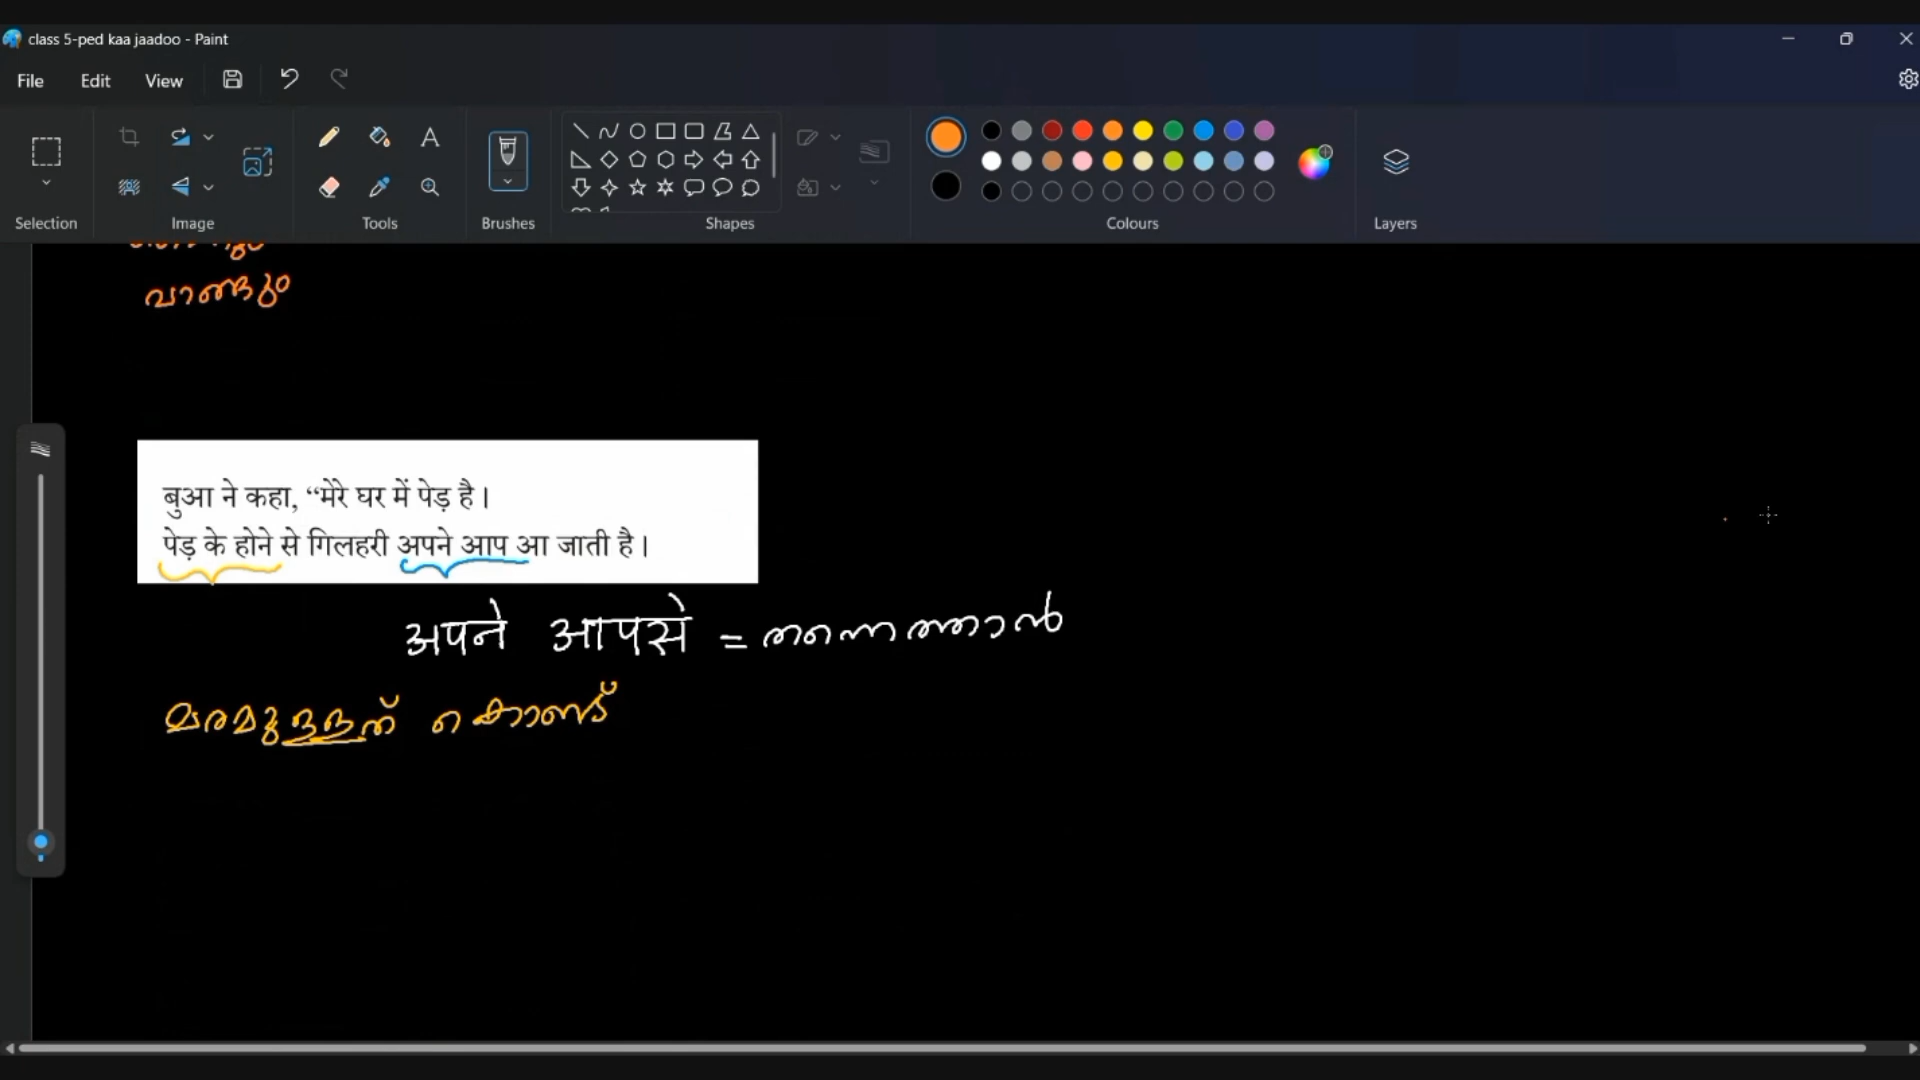 class 5-ped kaa jaadoo - Paint
File Edit View
Selection Image Tools Brushes Shapes Colours Layers
വാങ്ങും
बुआ ने कहा, “मेरे घर में पेड़ है।
पेड़ के होने से गिलहरी अपने आप आ जाती है।
अपने आपसे = തന്നെത്താൻ
മരമുള്ളത് കൊണ്ട്